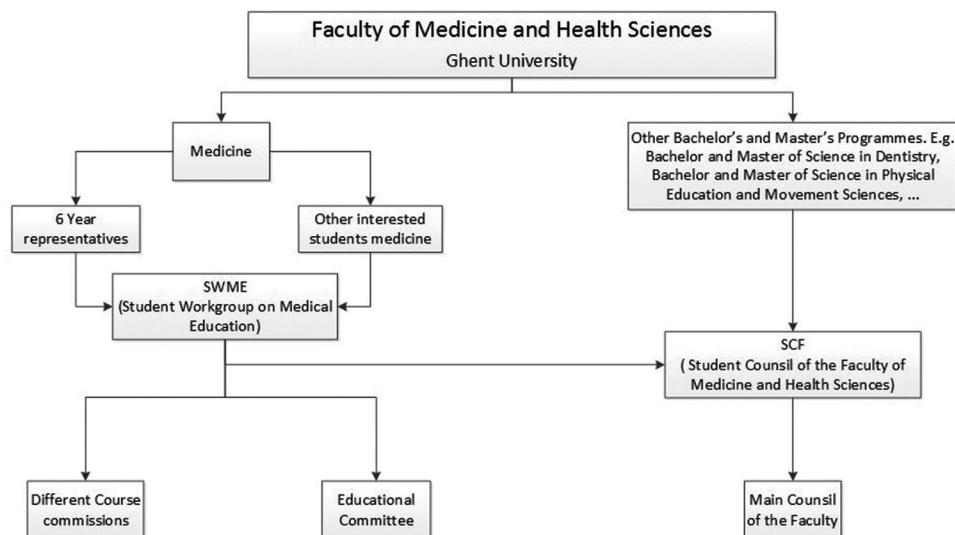 Faculty of Medicine and Health Sciences
Ghent University
Medicine
Other Bachelor's and Master's Programmes. E.g.
Bachelor and Master of Science in Dentistry,
Bachelor and Master of Science in Physical
Education and Movement Sciences, ...
6 Year
representatives
Other interested
students medicine
SWME
(Student Workgroup on Medical
Education)
SCF
( Student Counsil of the Faculty of
Medicine and Health Sciences)
Different Course
commissions
Educational
Committee
Main Counsil
of the Faculty